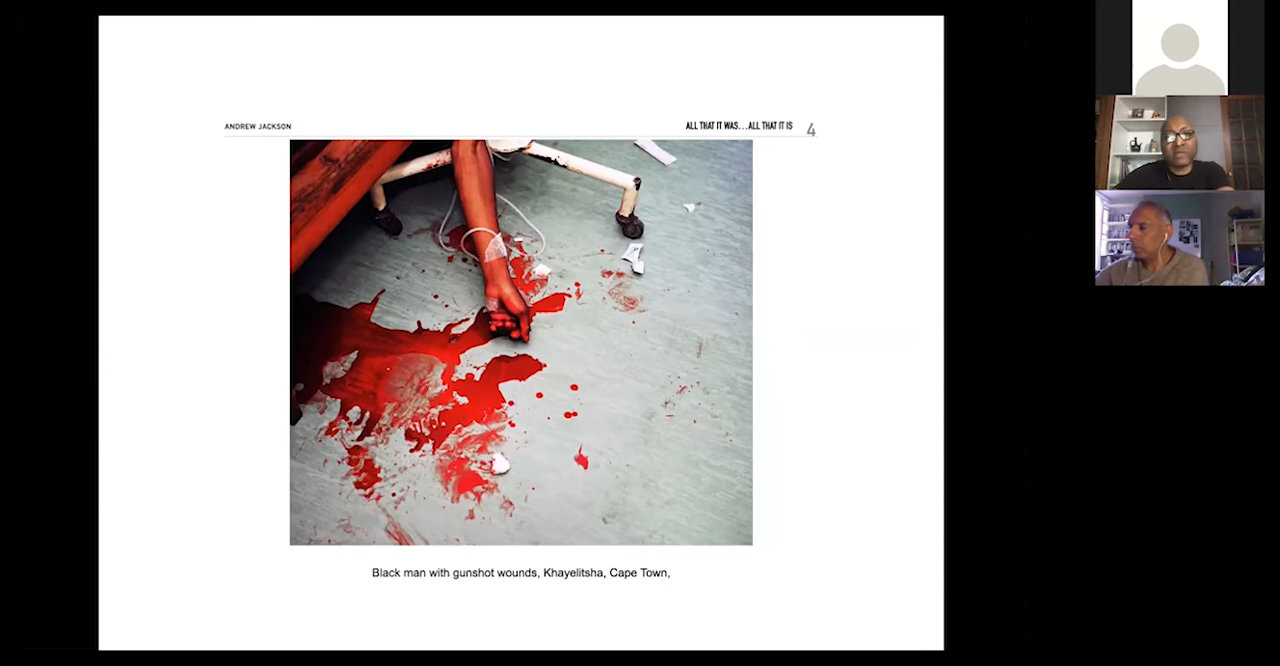 ANDREW JACKSON
ALL THAT IT WAS...ALL THAT IT IS 4
Black man with gunshot wounds, Khayelitsha, Cape Town,